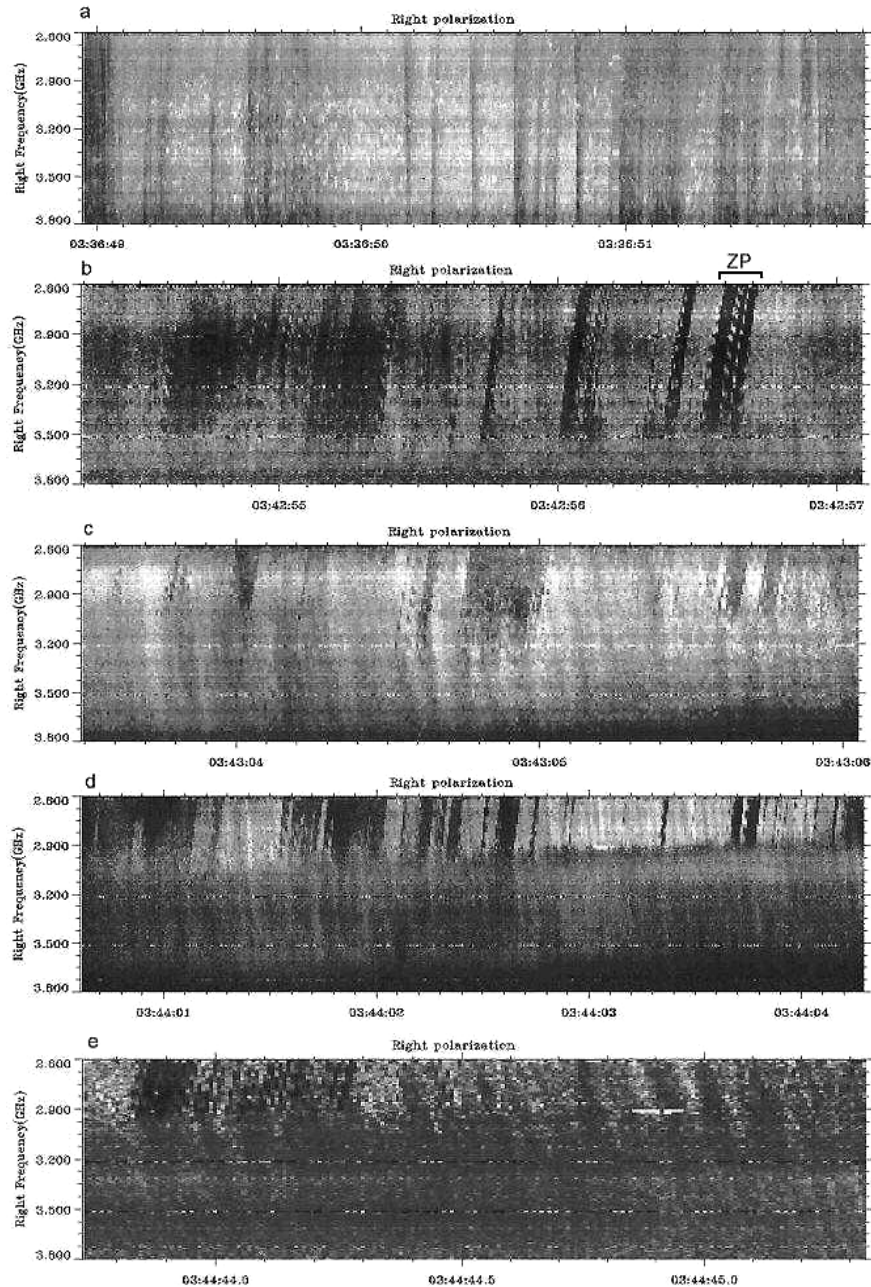 a
Right polarization
Right Frequency(GHz)
2.600
2.900
3.200
3.500
3.800
03:36:49 03:36:50 03:36:51
b
Right polarization
ZP
Right Frequency(GHz)
2.600
2.900
3.200
3.500
3.800
03:42:55 03:42:56 03:42:57
c
Right polarization
Right Frequency(GHz)
2.600
2.900
3.200
3.500
3.800
03:43:04 03:43:05 03:43:06
d
Right polarization
Right Frequency(GHz)
2.600
2.900
3.200
3.500
3.800
03:44:01 03:44:02 03:44:03 03:44:04
e
Right polarization
Right Frequency(GHz)
2.600
2.900
3.200
3.500
3.800
03:44:44.0 03:44:44.5 03:44:45.0